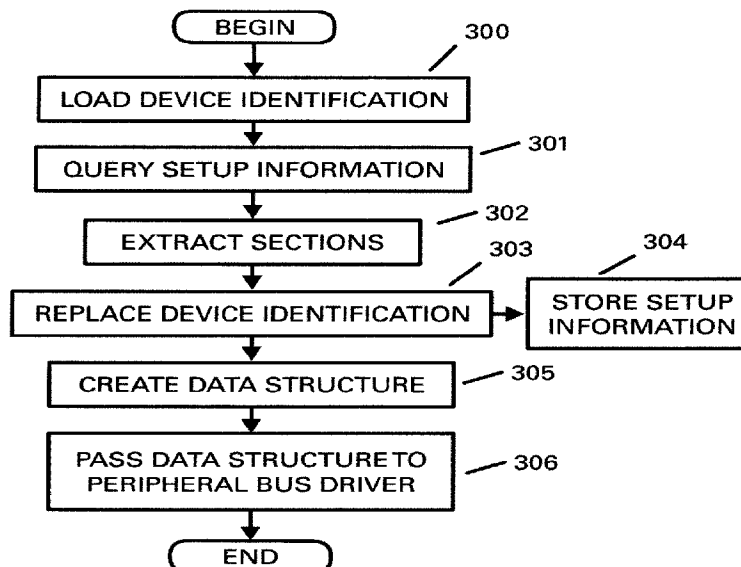 BEGIN
300
LOAD DEVICE IDENTIFICATION
301
QUERY SETUP INFORMATION
302
EXTRACT SECTIONS
303
REPLACE DEVICE IDENTIFICATION
304
STORE SETUP
INFORMATION
305
CREATE DATA STRUCTURE
306
PASS DATA STRUCTURE TO
PERIPHERAL BUS DRIVER
END